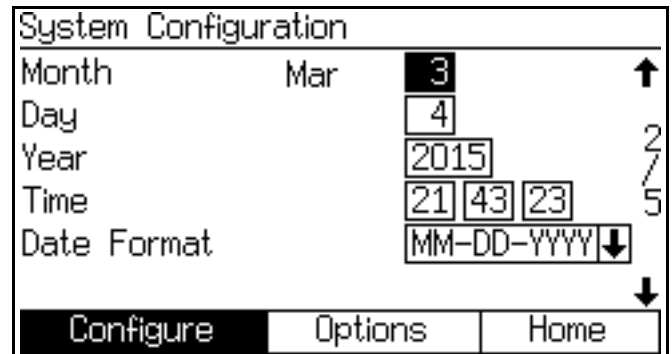 System Configuration
Month Mar 3
Day 4
Year 2015
Time 21 43 23
Date Format MM-DD-YYYY
2/5
Configure Options Home